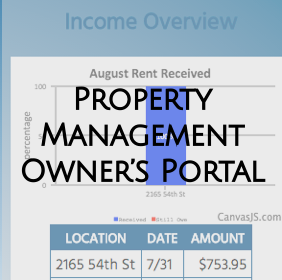 Income Overview
August Rent Received
100
percentage
PROPERTY
MANAGEMENT
OWNER'S PORTAL
0
2165 54th St
Received Still Owe
CanvasJS.com
LOCATION DATE AMOUNT
2165 54th St 7/31 $753.95